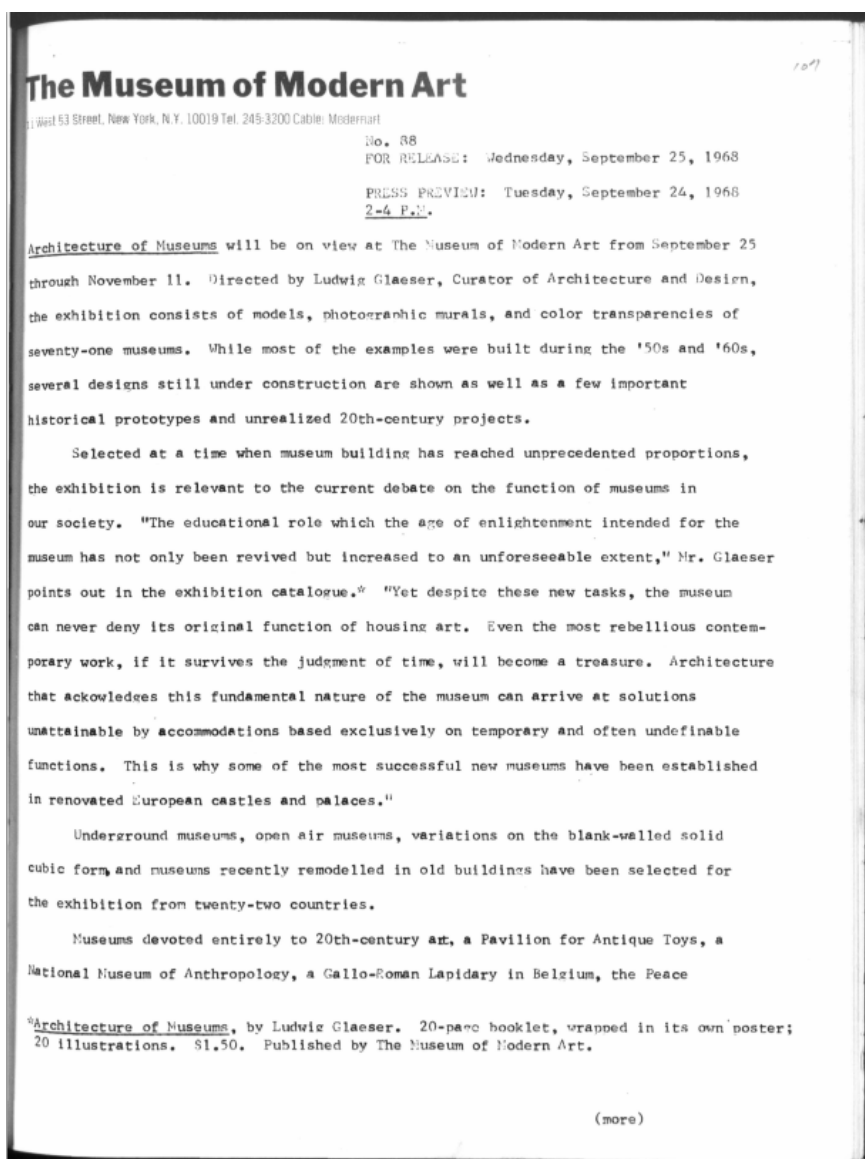 109
The Museum of Modern Art
11 West 53 Street, New York, N.Y. 10019 Tel. 245-3200 Cable: Modernart
No. 88
FOR RELEASE: Wednesday, September 25, 1968
PRESS PREVIEW: Tuesday, September 24, 1968
2-4 P.M.
Architecture of Museums will be on view at The Museum of Modern Art from September 25
through November 11. Directed by Ludwig Glaeser, Curator of Architecture and Design,
the exhibition consists of models, photographic murals, and color transparencies of
seventy-one museums. While most of the examples were built during the '50s and '60s,
several designs still under construction are shown as well as a few important
historical prototypes and unrealized 20th-century projects.
Selected at a time when museum building has reached unprecedented proportions,
the exhibition is relevant to the current debate on the function of museums in
our society. "The educational role which the age of enlightenment intended for the
museum has not only been revived but increased to an unforeseeable extent," Mr. Glaeser
points out in the exhibition catalogue.* "Yet despite these new tasks, the museum
can never deny its original function of housing art. Even the most rebellious contem-
porary work, if it survives the judgment of time, will become a treasure. Architecture
that ackowledges this fundamental nature of the museum can arrive at solutions
unattainable by accommodations based exclusively on temporary and often undefinable
functions. This is why some of the most successful new museums have been established
in renovated European castles and palaces."
Underground museums, open air museums, variations on the blank-walled solid
cubic form, and museums recently remodelled in old buildings have been selected for
the exhibition from twenty-two countries.
Museums devoted entirely to 20th-century art, a Pavilion for Antique Toys, a
National Museum of Anthropology, a Gallo-Roman Lapidary in Belgium, the Peace
*Architecture of Museums, by Ludwig Glaeser. 20-page booklet, wrapped in its own poster;
20 illustrations. $1.50. Published by The Museum of Modern Art.
(more)